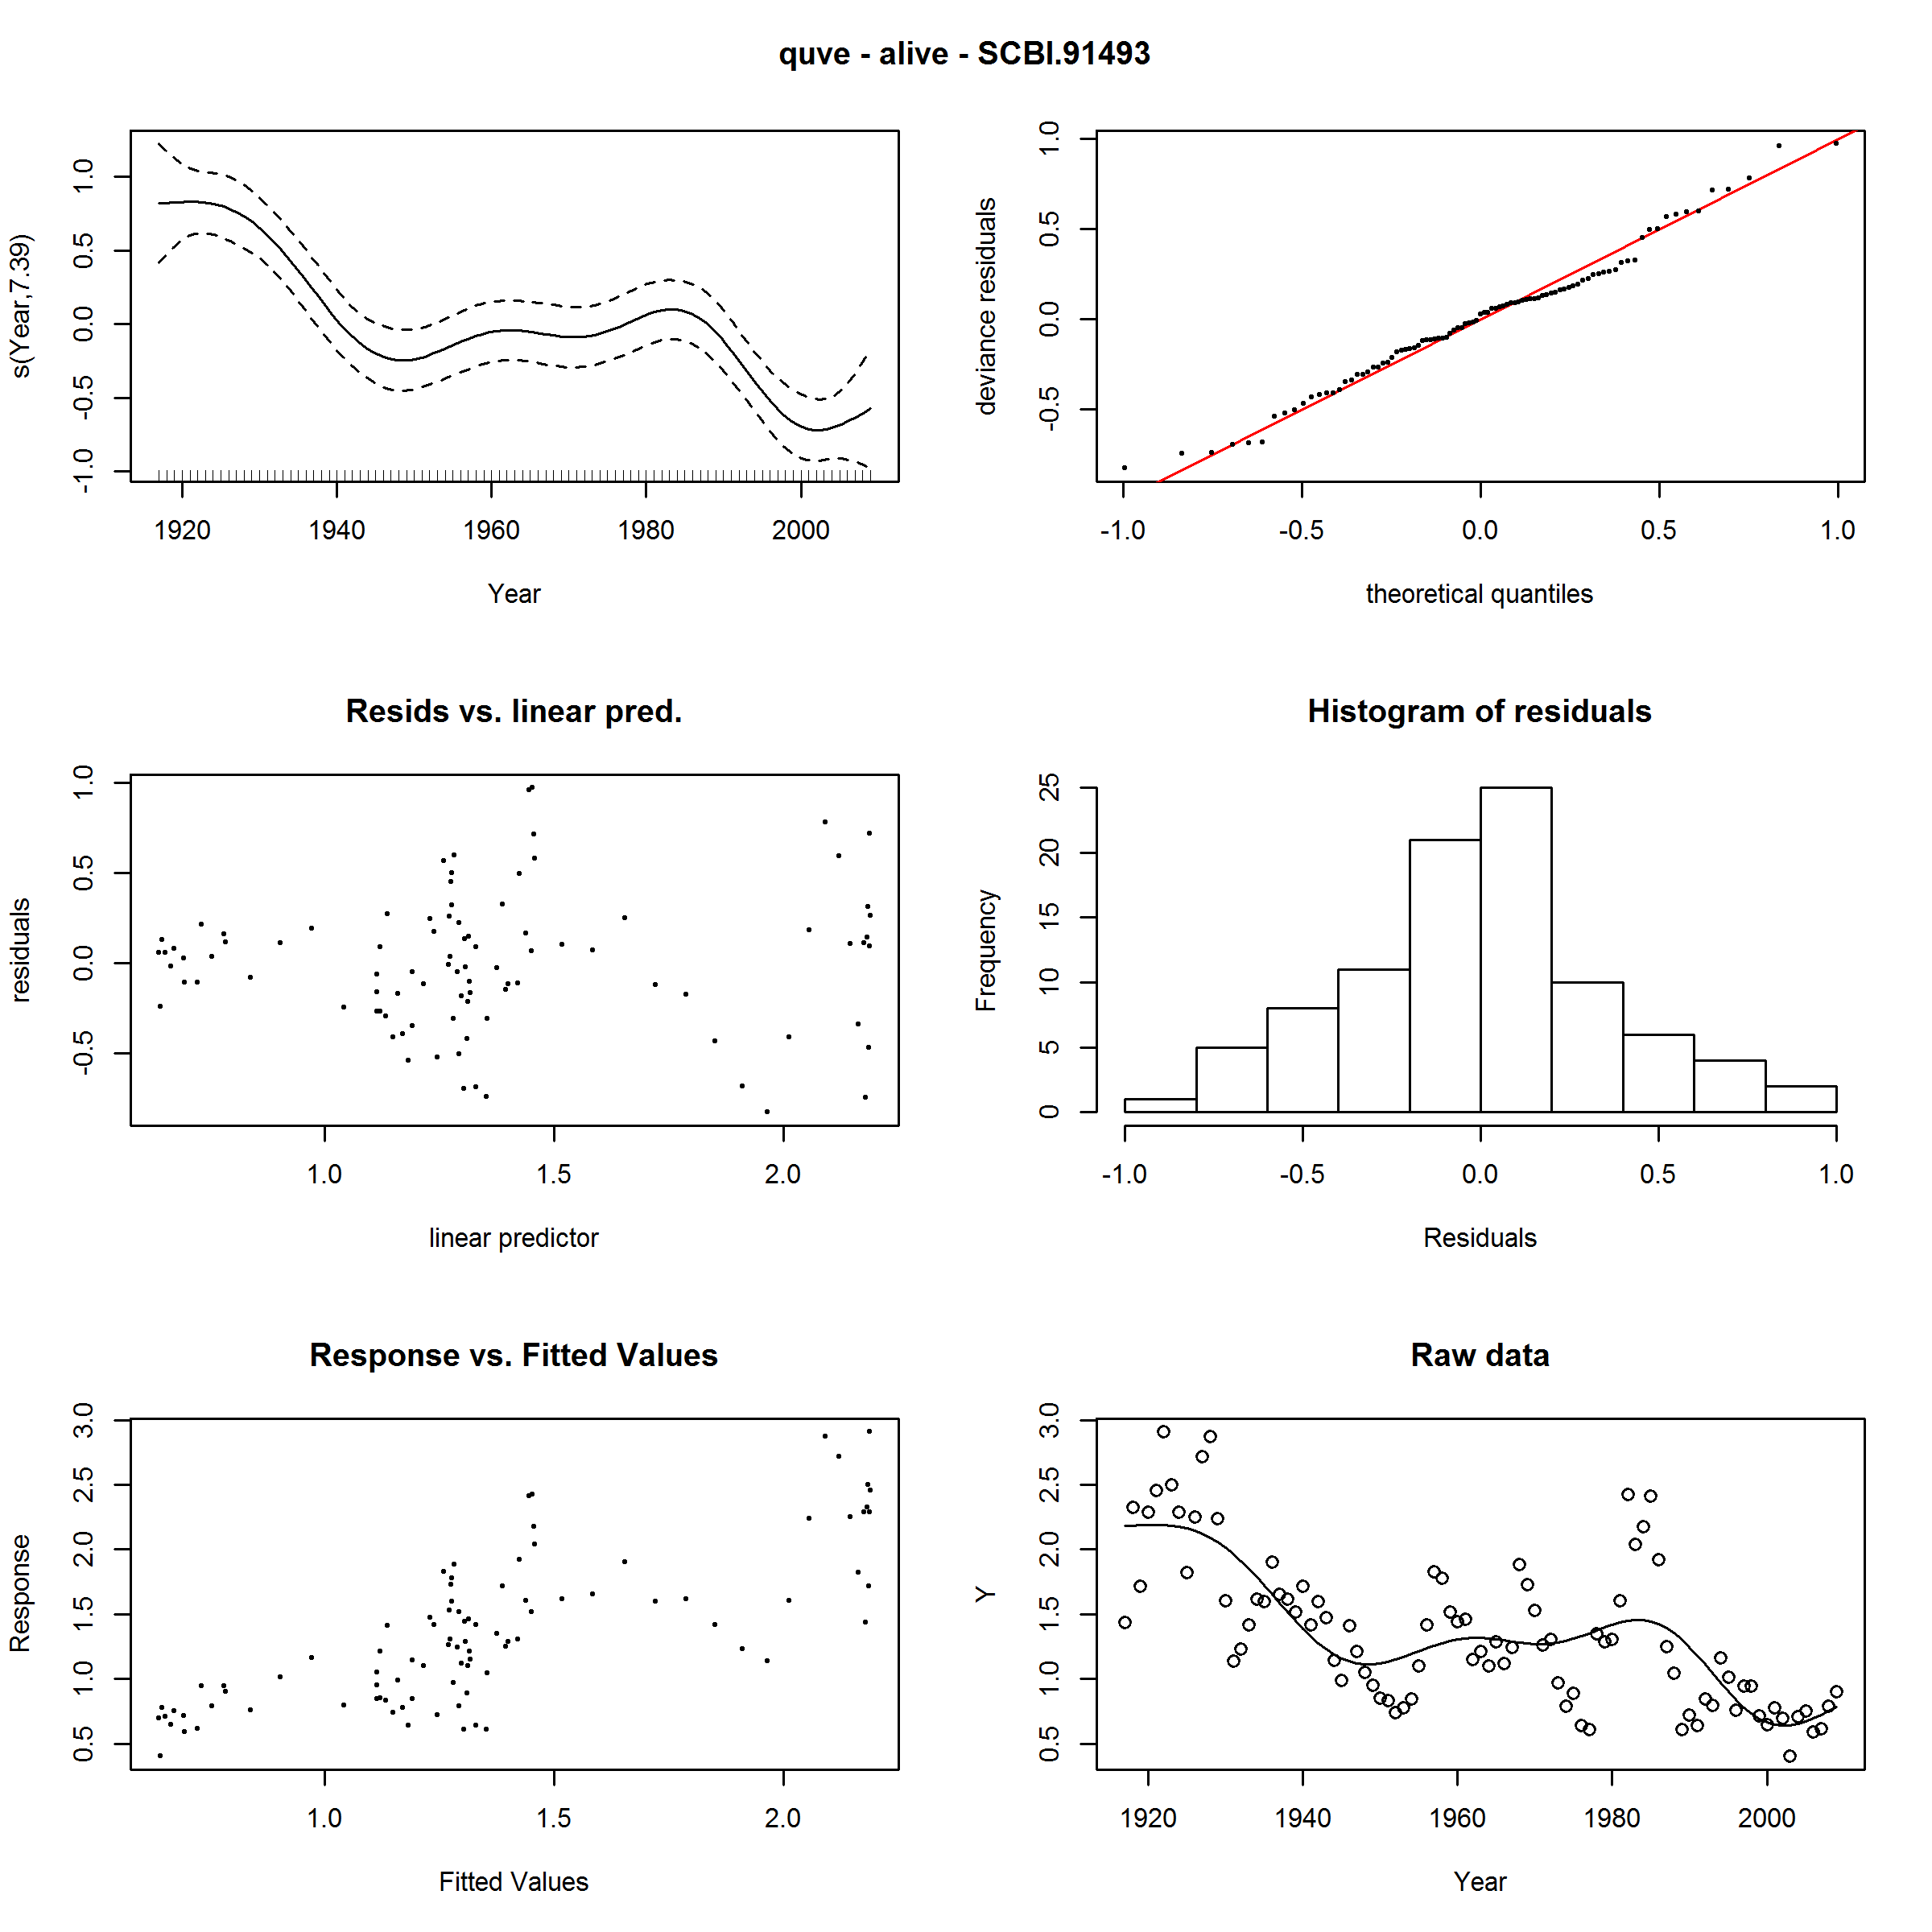 quve - alive - SCBI.91493
s(Year,7.39)
-1.0 -0.5 0.0 0.5 1.0
1920 1940 1960 1980 2000
Year
deviance residuals
-0.5 0.0 0.5 1.0
-1.0 -0.5 0.0 0.5 1.0
theoretical quantiles
Resids vs. linear pred.
residuals
-0.5 0.0 0.5 1.0
1.0 1.5 2.0
linear predictor
Histogram of residuals
Frequency
0 5 10 15 20 25
-1.0 -0.5 0.0 0.5 1.0
Residuals
Response vs. Fitted Values
Response
0.5 1.0 1.5 2.0 2.5 3.0
1.0 1.5 2.0
Fitted Values
Raw data
Y
0.5 1.0 1.5 2.0 2.5 3.0
1920 1940 1960 1980 2000
Year